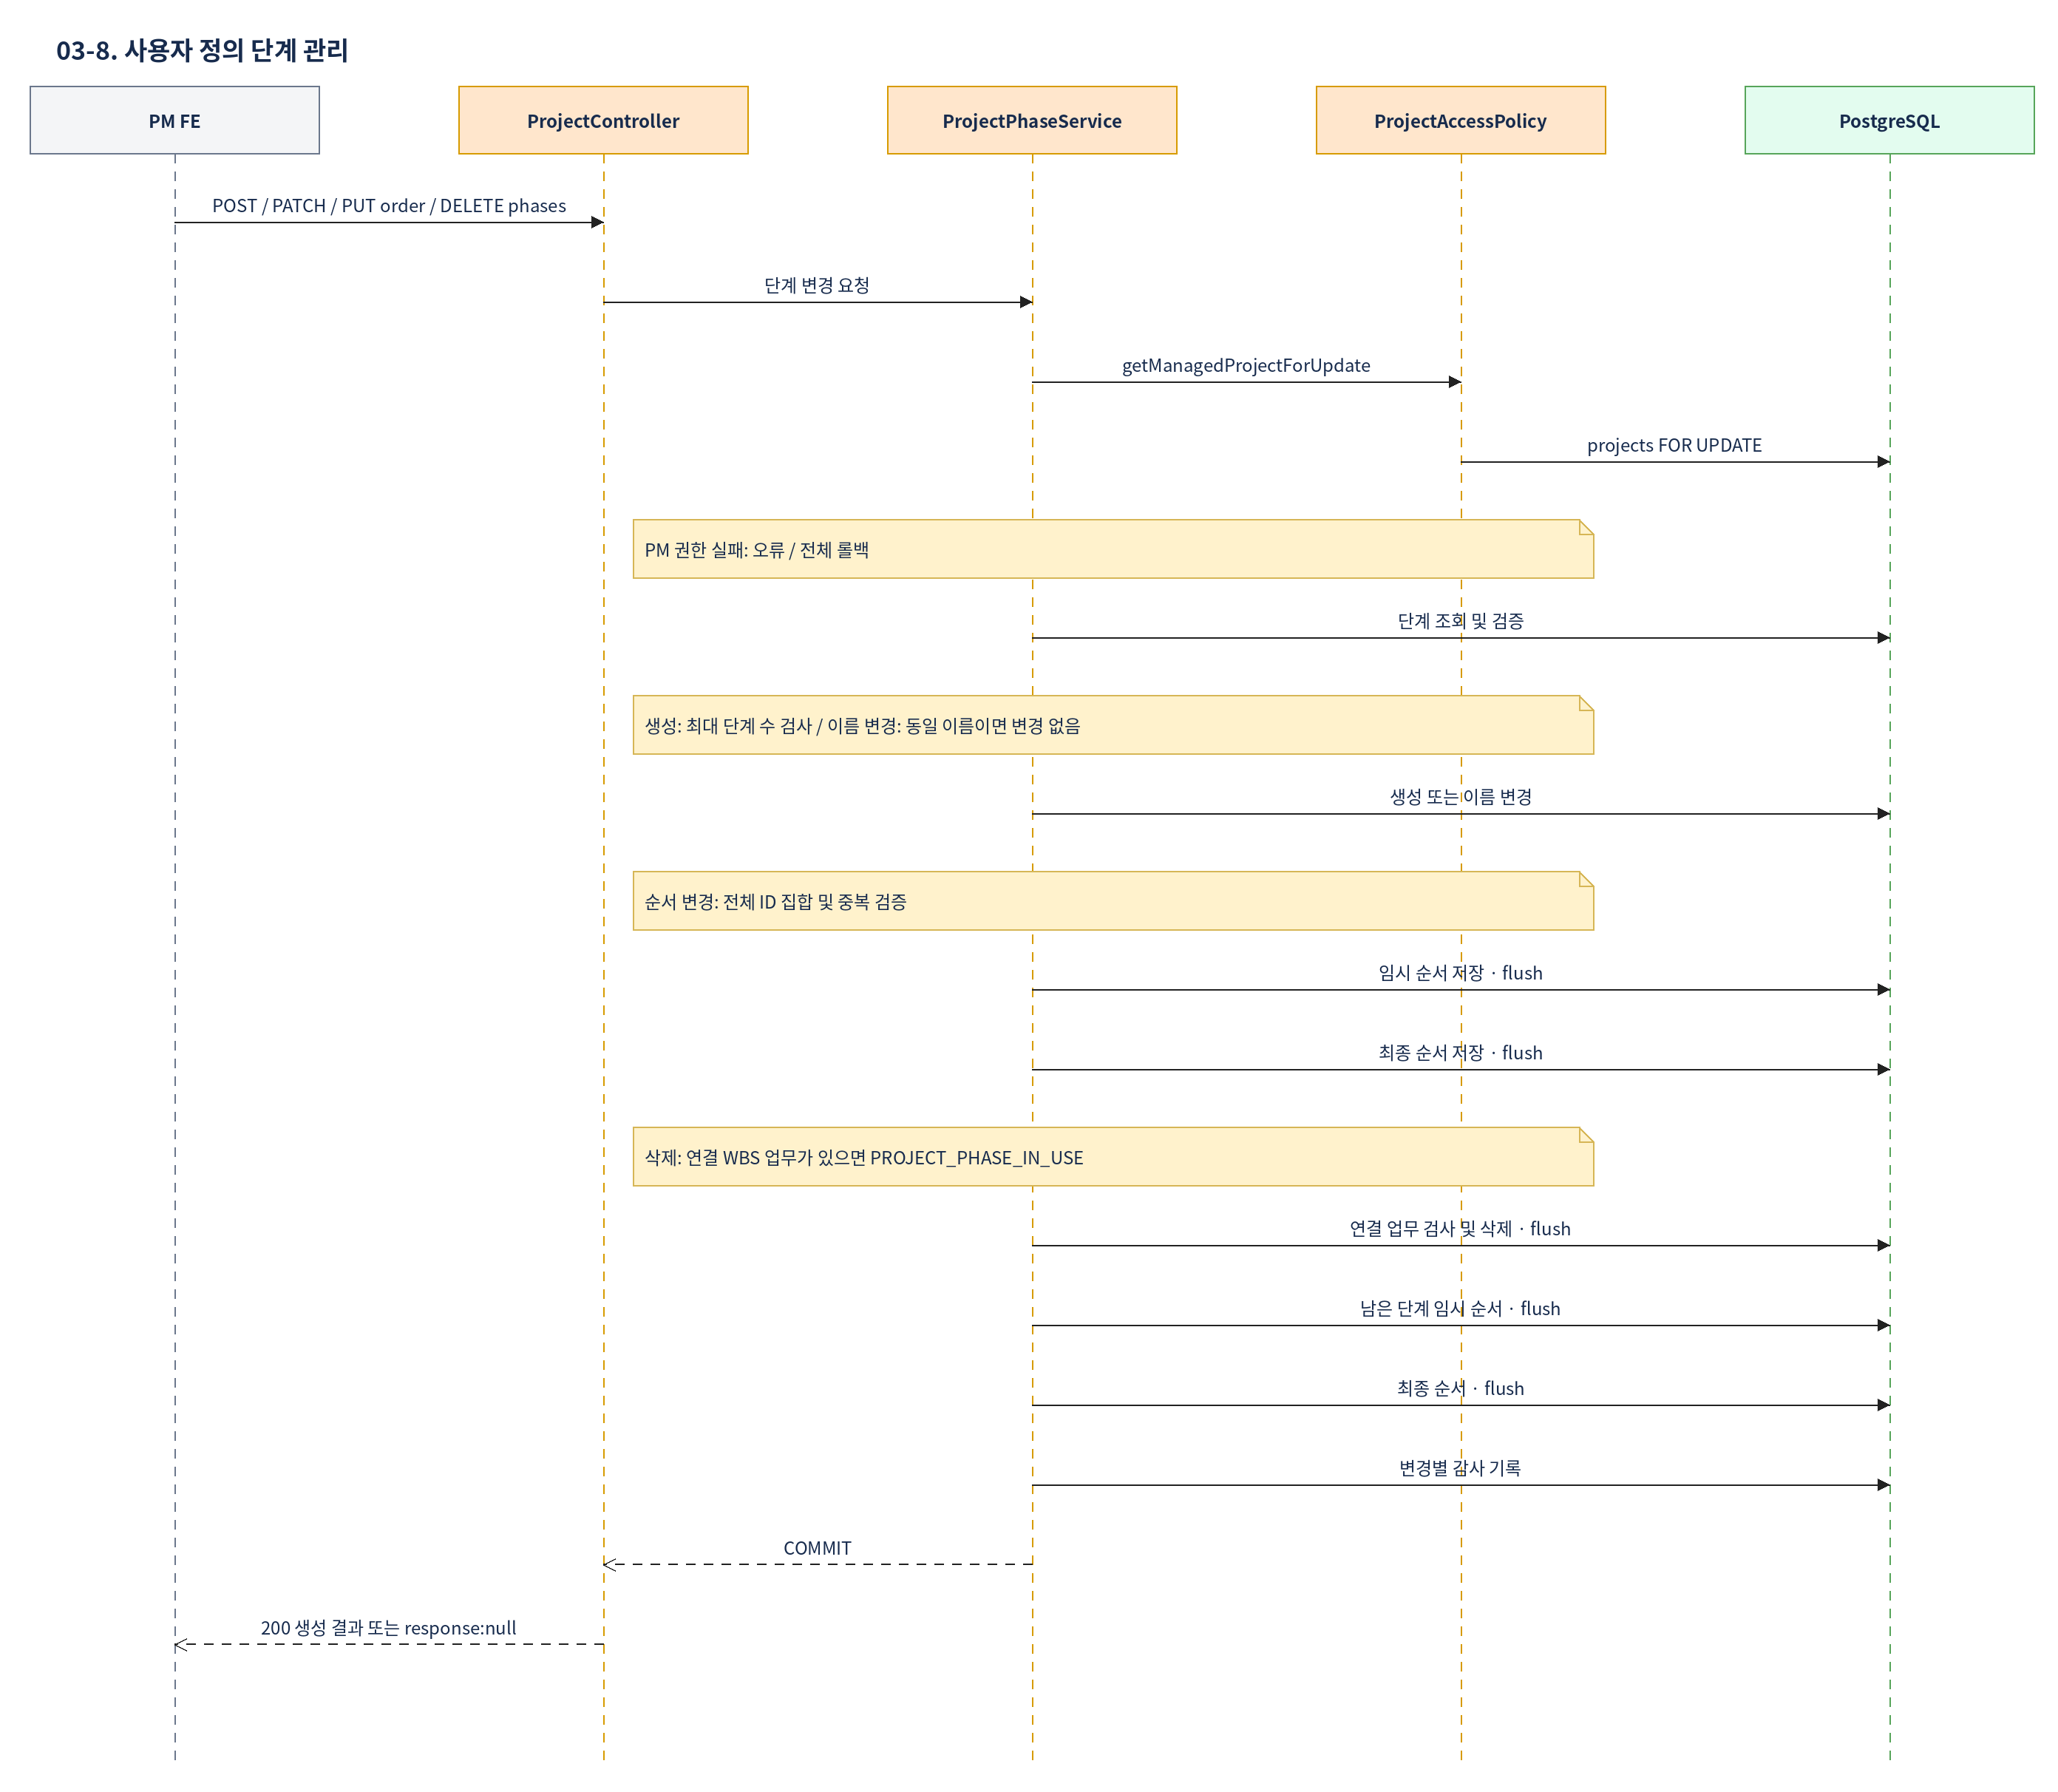 03-8. 사용자 정의 단계 관리
PM FE
ProjectController
ProjectPhaseService
ProjectAccessPolicy
PostgreSQL
POST / PATCH / PUT order / DELETE phases
단계 변경 요청
getManagedProjectForUpdate
projects FOR UPDATE
PM 권한 실패: 오류 / 전체 롤백
단계 조회 및 검증
생성: 최대 단계 수 검사 / 이름 변경: 동일 이름이면 변경 없음
생성 또는 이름 변경
순서 변경: 전체 ID 집합 및 중복 검증
임시 순서 저장 · flush
최종 순서 저장 · flush
삭제: 연결 WBS 업무가 있으면 PROJECT_PHASE_IN_USE
연결 업무 검사 및 삭제 · flush
남은 단계 임시 순서 · flush
최종 순서 · flush
변경별 감사 기록
COMMIT
200 생성 결과 또는 response:null